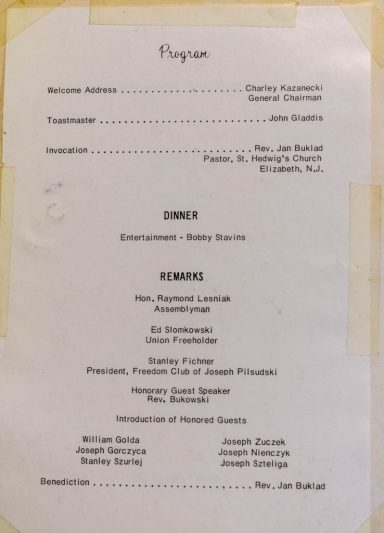 Program
Welcome Address . . . . . . . . . . . . . . . . . . . . . Charley Kazanecki
General Chairman
Toastmaster . . . . . . . . . . . . . . . . . . . . . . . . . . . . John Gladdis
Invocation . . . . . . . . . . . . . . . . . . . . . . . . . . . Rev. Jan Buklad
Pastor, St. Hedwig's Church
Elizabeth, N.J.
DINNER
Entertainment - Bobby Stavins
REMARKS
Hon. Raymond Lesniak
Assemblyman
Ed Slomkowski
Union Freeholder
Stanley Fichner
President, Freedom Club of Joseph Pilsudski
Honorary Guest Speaker
Rev. Bukowski
Introduction of Honored Guests
William Golda Joseph Zuczek
Joseph Gorczyca Joseph Nienczyk
Stanley Szurlej Joseph Szteliga
Benediction . . . . . . . . . . . . . . . . . . . . . . . . . . . Rev. Jan Buklad